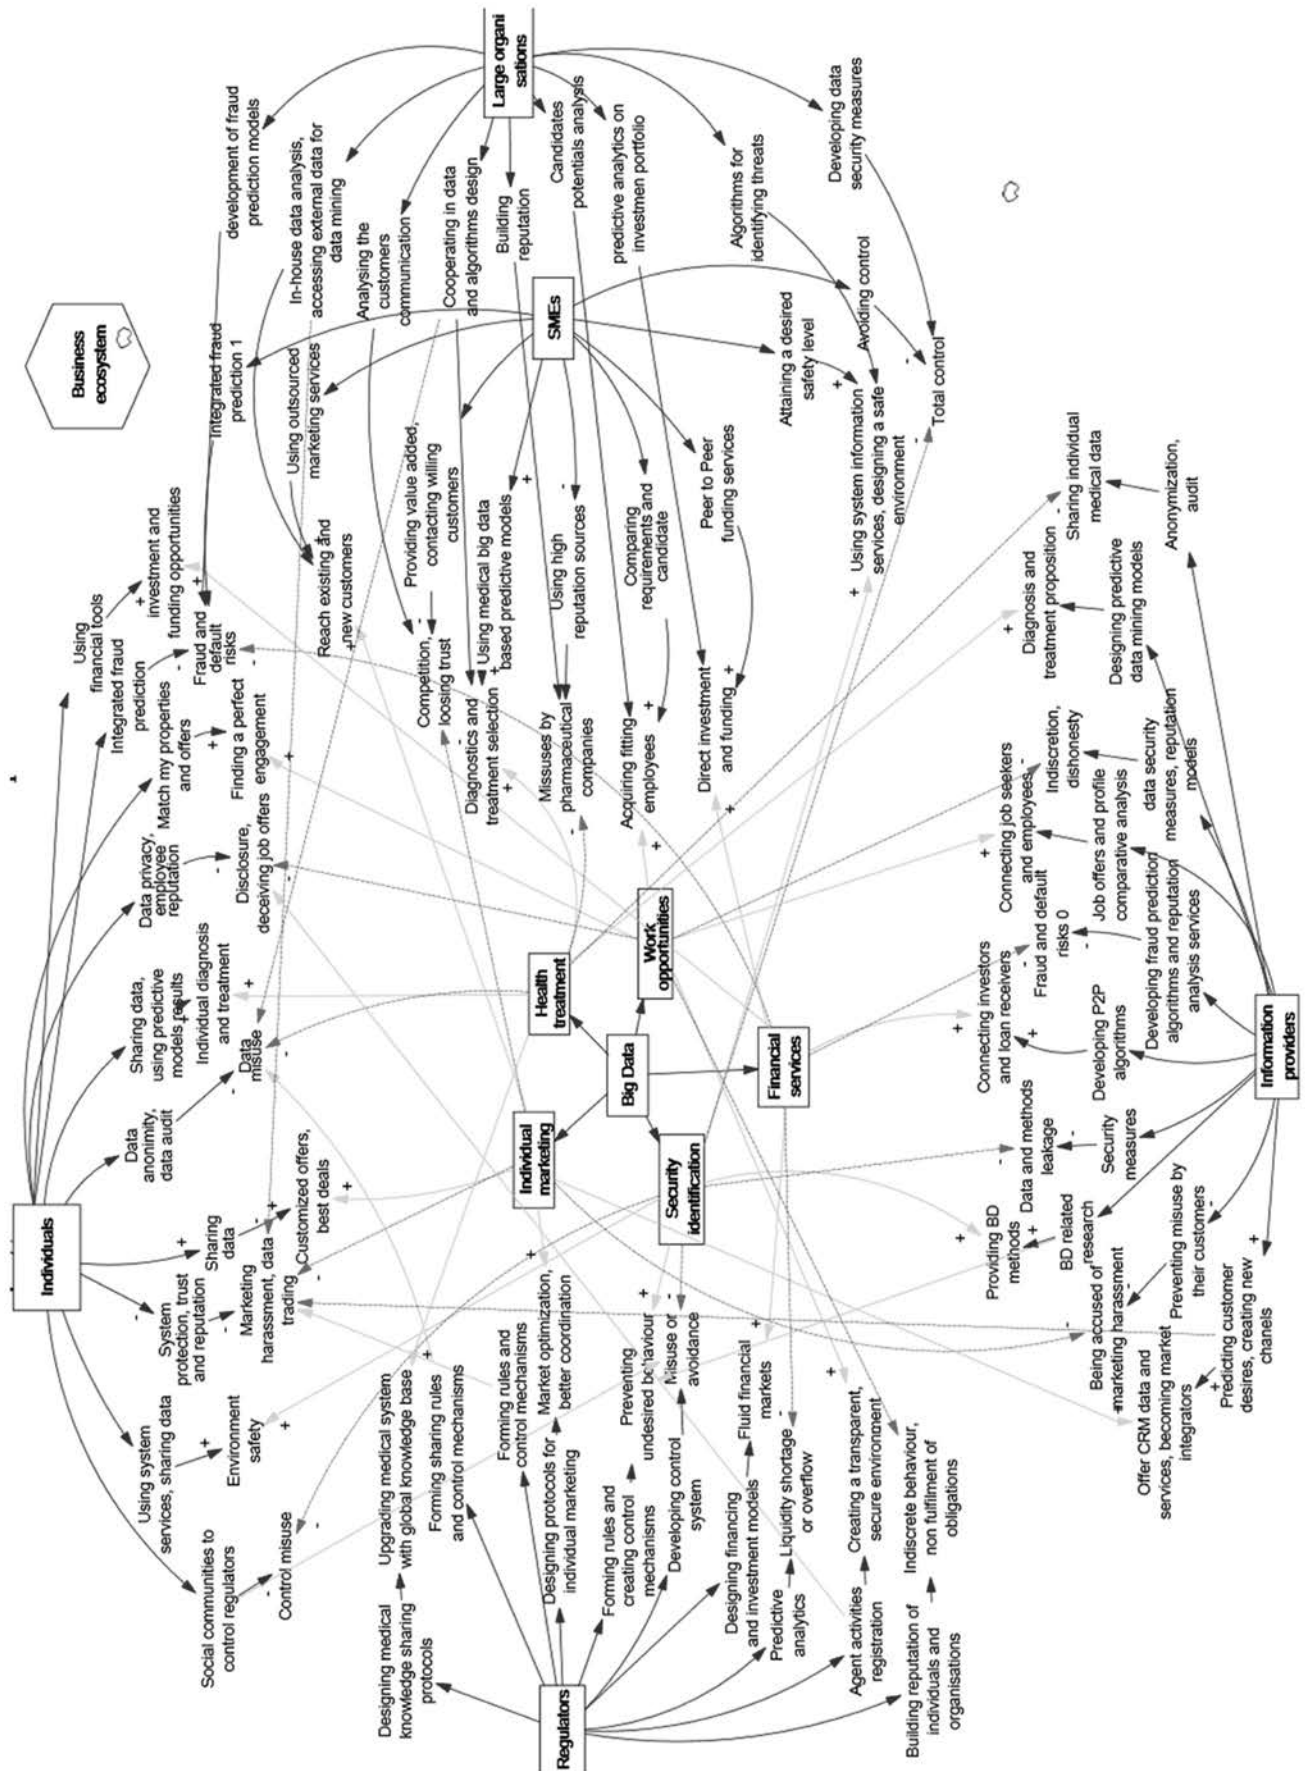 Business
ecosystem
Individuals
Social communities to
control regulators
Control misuse
Using system
services, sharing data
Environment
safety
System
protection, trust
and reputation
Marketing
harassment, data
trading
Sharing
data
Customized offers,
best deals
Data
anonimity,
data audit
Data
misuse
Sharing data,
using predictive
models results
Individual diagnosis
and treatment
Data privacy,
employee
reputation
Disclosure,
deceiving job offers
Match my properties
and offers
Finding a perfect
engagement
Integrated fraud
prediction
Fraud and
default
risks
Using
financial tools
investment and
funding opportunities
Large organi
sations
development of fraud
prediction models
In-house data analysis,
accessing external data for
data mining
Analysing the
customers
communication
Cooperating in data
and algorithms design
Building
reputation
Candidates
potentials analysis
predictive analytics on
investmen portfolio
Algorithms for
identifying threats
Developing data
security measures
SMEs
Integrated fraud
prediction 1
Using outsourced
marketing services
Reach existing and
new customers
Providing value added,
contacting willing
customers
Competition,
loosing trust
Using medical big data
based predictive models
Diagnostics and
treatment selection
Using high
reputation sources
Missuses by
pharmaceutical
companies
Comparing
requirements and
candidate
Acquiring fitting
employees
Peer to Peer
funding services
Direct investment
and funding
Attaining a desired
safety level
Using system information
services, designing a safe
environment
Avoiding control
Total control
Big Data
Health
treatment
Work
opportunities
Individual
marketing
Security
identification
Financial
services
Regulators
Designing medical
knowledge sharing
protocols
Upgrading medical system
with global knowledge base
Forming sharing rules
and control mechanisms
Forming rules and
control mechanisms
Designing protocols for
individual marketing
Market optimization,
better coordination
Forming rules and
creating control
mechanisms
Preventing
undesired behaviour
Developing control
system
Misuse or
avoidance
Designing financing
and investment models
Fluid financial
markets
Predictive
analytics
Liquidity shortage
or overflow
Agent activities
registration
Creating a transparent,
secure environment
Building reputation of
individuals and
organisations
Indiscrete behaviour,
non fulfilment of
obligations
Information
providers
Predicting customer
desires, creating new
chanels
Offer CRM data and
services, becoming market
integrators
Preventing misuse by
their customers
Being accused of
marketing harassment
BD related
research
Providing BD
methods
Security
measures
Data and methods
leakage
Developing P2P
algorithms
Connecting investors
and loan receivers
Developing fraud prediction
algorithms and reputation
analysis services
Fraud and default
risks 0
Job offers and profile
comparative analysis
Connecting job seekers
and employees
data security
measures, reputation
models
Indiscretion,
dishonesty
Designing predictive
data mining models
Diagnosis and
treatment proposition
Anonymization,
audit
Sharing individual
medical data